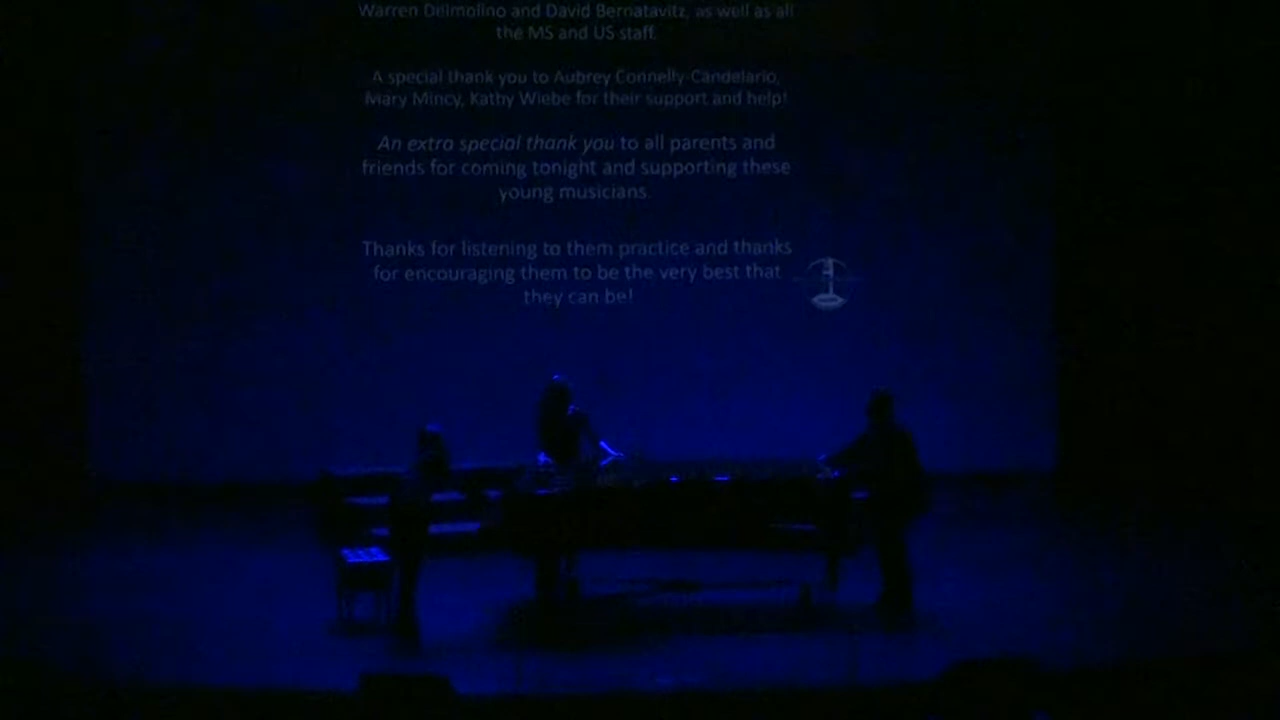 Warren Dilmolino and David Bernatavitz, as well as all
the MS and US staff.
A special thank you to Aubrey Connelly-Candelario,
Mary Mincy, Kathy Wiebe for their support and help!
An extra special thank you to all parents and
friends for coming tonight and supporting these
young musicians.
Thanks for listening to them practice and thanks
for encouraging them to be the very best that
they can be!